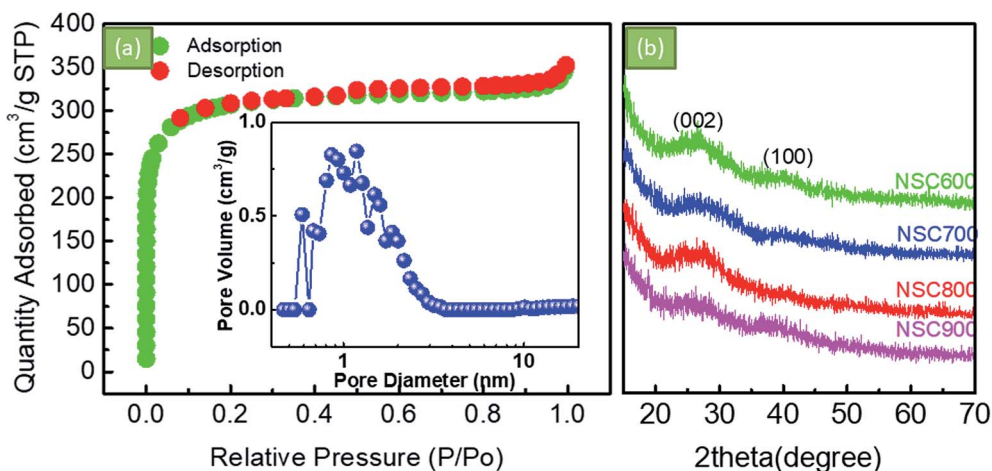 (a)
Adsorption
Desorption
Quantity Adsorbed (cm³/g STP)
400
350
300
250
200
150
100
50
0
0.0 0.2 0.4 0.6 0.8 1.0
Relative Pressure (P/Po)
Pore Volume (cm³/g)
1.0
0.5
0.0
1 10
Pore Diameter (nm)
(b)
(002)
(100)
NSC600
NSC700
NSC800
NSC900
20 30 40 50 60 70
2theta(degree)